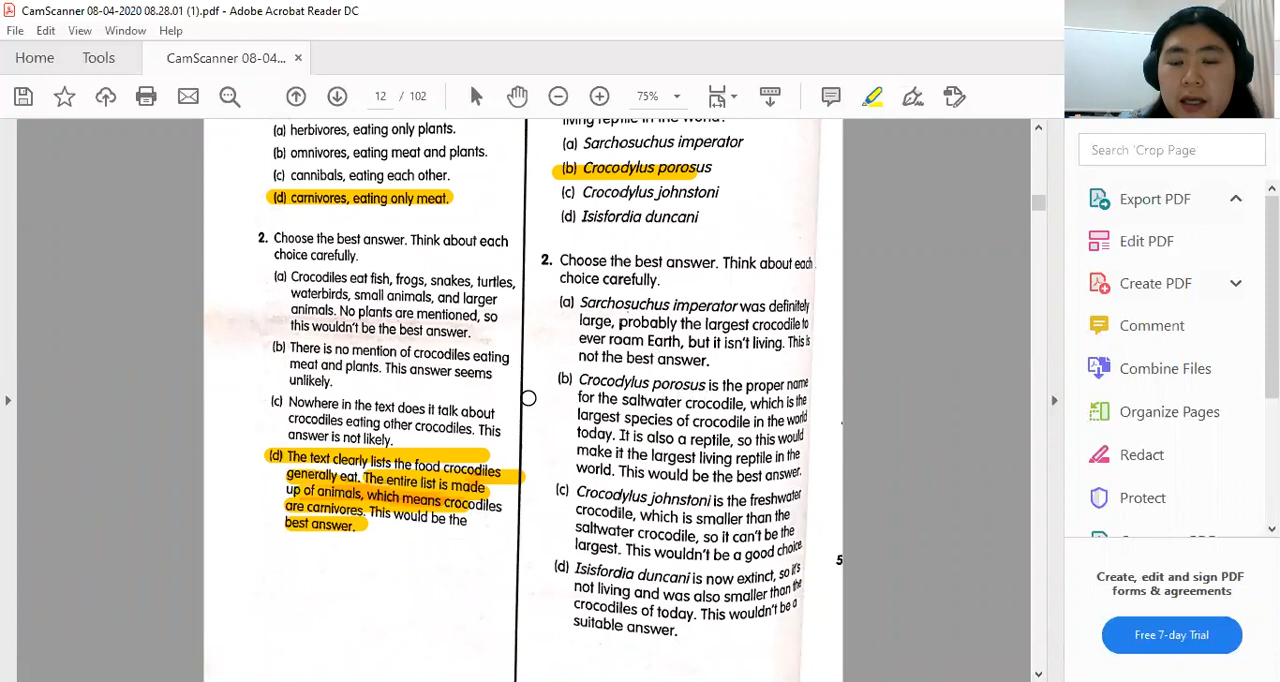 CamScanner 08-04-2020 08.28.01 (1).pdf - Adobe Acrobat Reader DC
File Edit View Window Help
Home Tools CamScanner 08-04... ×
12 / 102 75%
(a) herbivores, eating only plants.
(b) omnivores, eating meat and plants.
(c) cannibals, eating each other.
(d) carnivores, eating only meat.
2. Choose the best answer. Think about each
choice carefully.
(a) Crocodiles eat fish, frogs, snakes, turtles,
waterbirds, small animals, and larger
animals. No plants are mentioned, so
this wouldn't be the best answer.
(b) There is no mention of crocodiles eating
meat and plants. This answer seems
unlikely.
(c) Nowhere in the text does it talk about
crocodiles eating other crocodiles. This
answer is not likely.
(d) The text clearly lists the food crocodiles
generally eat. The entire list is made
up of animals, which means crocodiles
are carnivores. This would be the
best answer.
living reptile in the world?
(a) Sarchosuchus imperator
(b) Crocodylus porosus
(c) Crocodylus johnstoni
(d) Isisfordia duncani
2. Choose the best answer. Think about each
choice carefully.
(a) Sarchosuchus imperator was definitely
large, probably the largest crocodile to
ever roam Earth, but it isn't living. This is
not the best answer.
(b) Crocodylus porosus is the proper name
for the saltwater crocodile, which is the
largest species of crocodile in the world
today. It is also a reptile, so this would
make it the largest living reptile in the
world. This would be the best answer.
(c) Crocodylus johnstoni is the freshwater
crocodile, which is smaller than the
saltwater crocodile, so it can't be the
largest. This wouldn't be a good choice.
(d) Isisfordia duncani is now extinct, so it's
not living and was also smaller than the
crocodiles of today. This wouldn't be a
suitable answer.
5
Search 'Crop Page'
Export PDF
Edit PDF
Create PDF
Comment
Combine Files
Organize Pages
Redact
Protect
Create, edit and sign PDF
forms & agreements
Free 7-day Trial